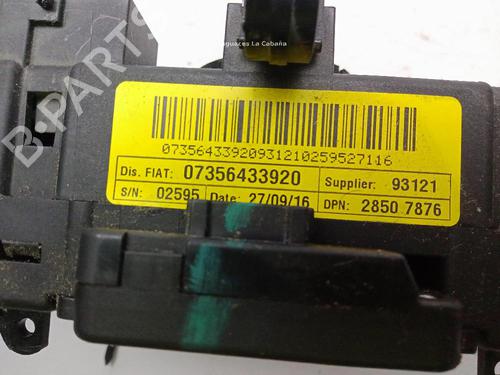 Desguaces La Cabaña
B-PARTS
07356433920931210259527116
Dis. FIAT: 07356433920 Supplier: 93121
S/N: 02595 Date: 27/09/16 DPN: 2850 7876